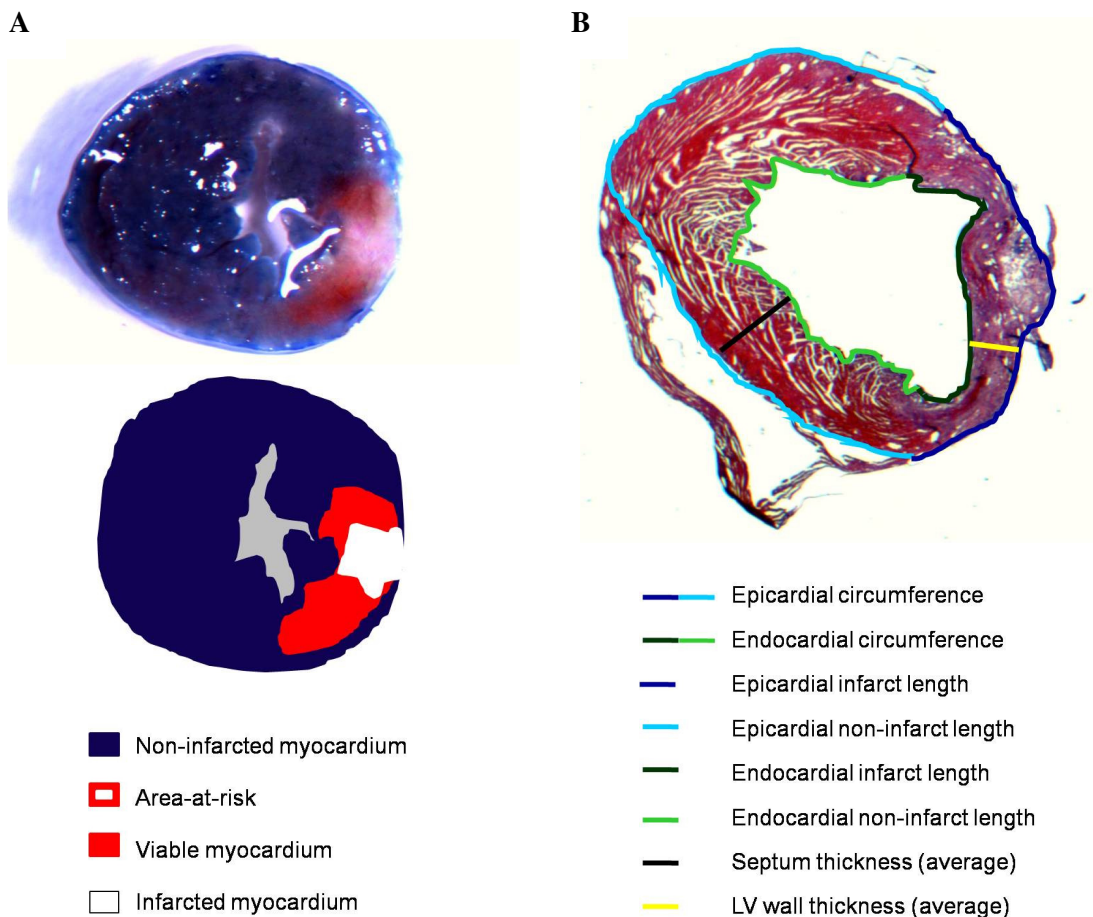 A
B
Non-infarcted myocardium
Area-at-risk
Viable myocardium
Infarcted myocardium
Epicardial circumference
Endocardial circumference
Epicardial infarct length
Epicardial non-infarct length
Endocardial infarct length
Endocardial non-infarct length
Septum thickness (average)
LV wall thickness (average)